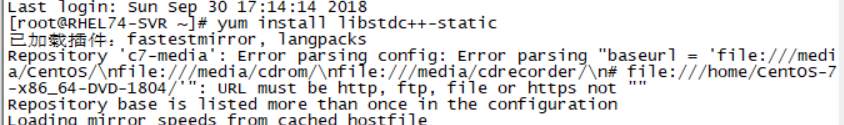 Last login: Sun Sep 30 17:14:14 2018
[root@RHEL74-SVR ~]# yum install libstdc++-static
已加载插件：fastestmirror, langpacks
Repository 'c7-media': Error parsing config: Error parsing "baseurl = 'file:///medi
a/CentOS/\nfile:///media/cdrom/\nfile:///media/cdrecorder/\n# file:///home/CentOS-7
-x86_64-DVD-1804/'": URL must be http, ftp, file or https not ""
Repository base is listed more than once in the configuration
Loading mirror speeds from cached hostfile